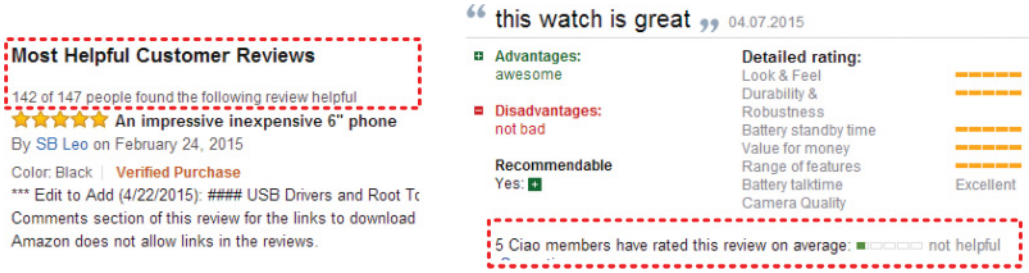 Most Helpful Customer Reviews
142 of 147 people found the following review helpful
An impressive inexpensive 6" phone
By SB Leo on February 24, 2015
Color: Black | Verified Purchase
*** Edit to Add (4/22/2015): #### USB Drivers and Root To
Comments section of this review for the links to download
Amazon does not allow links in the reviews.
“ this watch is great ” 04.07.2015
Advantages:
awesome
Disadvantages:
not bad
Recommendable
Yes:
Detailed rating:
Look & Feel
Durability &
Robustness
Battery standby time
Value for money
Range of features
Battery talktime Excellent
Camera Quality
5 Ciao members have rated this review on average: not helpful